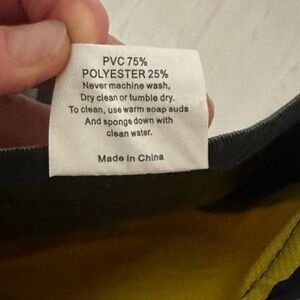 PVC 75%
POLYESTER 25%
Never machine wash,
Dry clean or tumble dry.
To clean, use warm soap suds
And sponge down with
clean water.
Made in China